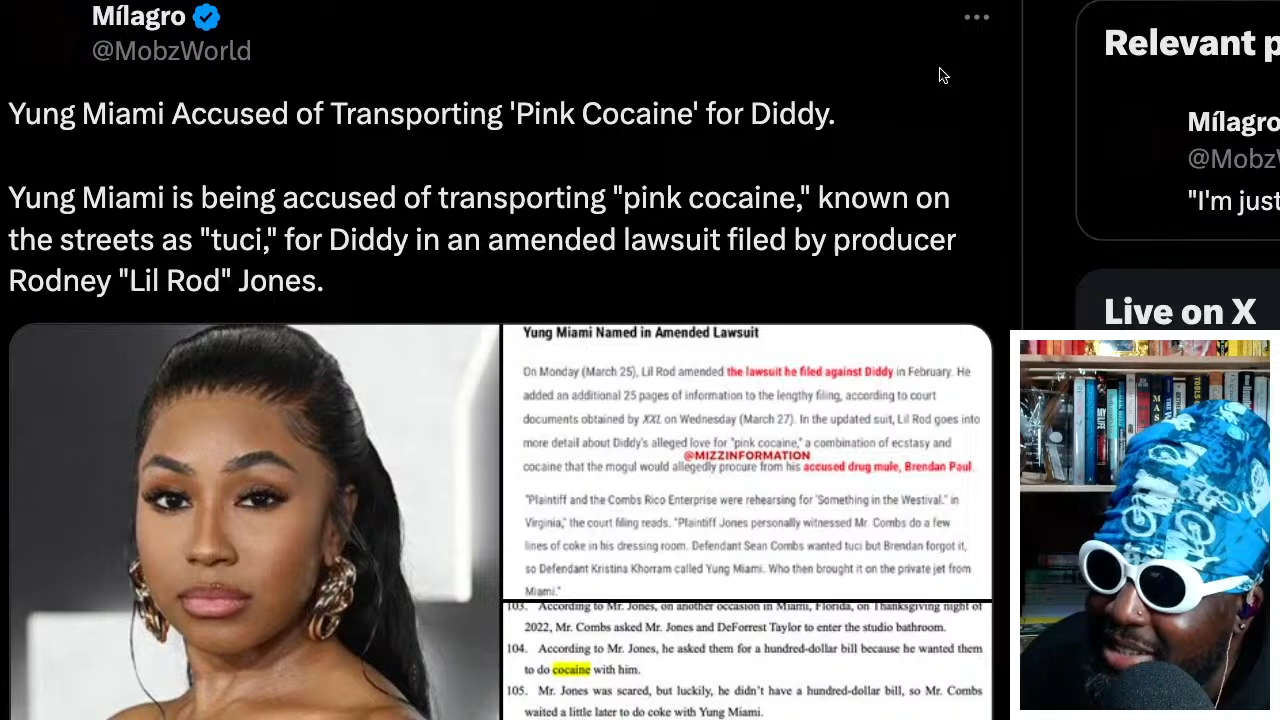 Mílagro
@MobzWorld
Yung Miami Accused of Transporting 'Pink Cocaine' for Diddy.
Yung Miami is being accused of transporting "pink cocaine," known on
the streets as "tuci," for Diddy in an amended lawsuit filed by producer
Rodney "Lil Rod" Jones.
Yung Miami Named in Amended Lawsuit
On Monday (March 25), Lil Rod amended the lawsuit he filed against Diddy in February. He
added an additional 25 pages of information to the lengthy filing, according to court
documents obtained by XXL on Wednesday (March 27). In the updated suit, Lil Rod goes into
more detail about Diddy's alleged love for "pink cocaine," a combination of ecstasy and
@MIZZINFORMATION
cocaine that the mogul would allegedly procure from his accused drug mule, Brendan Paul
"Plaintiff and the Combs Rico Enterprise were rehearsing for 'Something in the Westival." in
Virginia," the court filing reads. "Plaintiff Jones personally witnessed Mr. Combs do a few
lines of coke in his dressing room. Defendant Sean Combs wanted tuci but Brendan forgot it,
so Defendant Kristina Khorram called Yung Miami. Who then brought it on the private jet from
Miami."
103. According to Mr. Jones, on another occasion in Miami, Florida, on Thanksgiving night of
2022, Mr. Combs asked Mr. Jones and DeForrest Taylor to enter the studio bathroom.
104. According to Mr. Jones, he asked them for a hundred-dollar bill because he wanted them
to do cocaine with him.
105. Mr. Jones was scared, but luckily, he didn't have a hundred-dollar bill, so Mr. Combs
waited a little later to do coke with Yung Miami.
Relevant p
Mílagro
@MobzW
"I'm just
Live on X